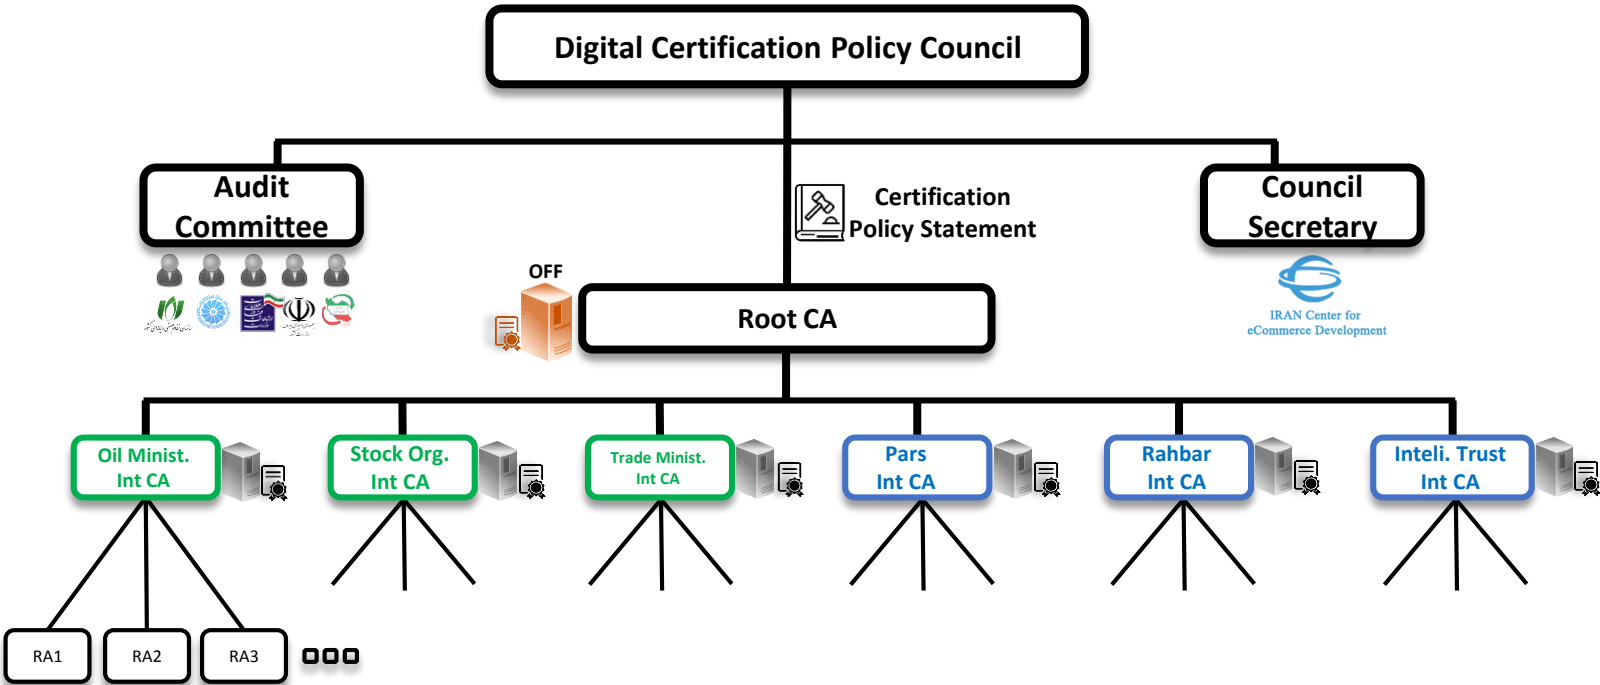 Digital Certification Policy Council
Audit
Committee
Certification
Policy Statement
Council
Secretary
OFF
Root CA
IRAN Center for
eCommerce Development
Oil Minist.
Int CA
Stock Org.
Int CA
Trade Minist.
Int CA
Pars
Int CA
Rahbar
Int CA
Inteli. Trust
Int CA
RA1
RA2
RA3